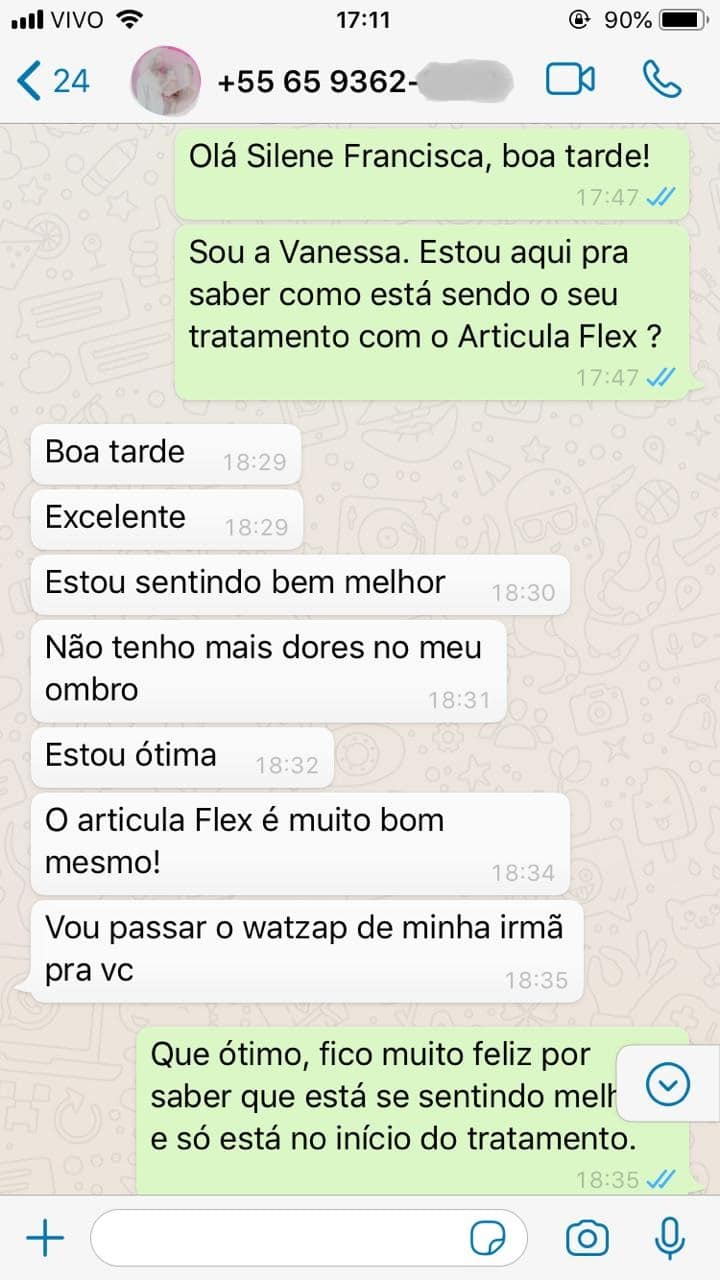 VIVO 17:11 90%
24 +55 65 9362-
Olá Silene Francisca, boa tarde!
17:47
Sou a Vanessa. Estou aqui pra
saber como está sendo o seu
tratamento com o Articula Flex ?
17:47
Boa tarde 18:29
Excelente 18:29
Estou sentindo bem melhor 18:30
Não tenho mais dores no meu
ombro 18:31
Estou ótima 18:32
O articula Flex é muito bom
mesmo! 18:34
Vou passar o watzap de minha irmã
pra vc 18:35
Que ótimo, fico muito feliz por
saber que está se sentindo
e só está no início do tratamento.
18:35